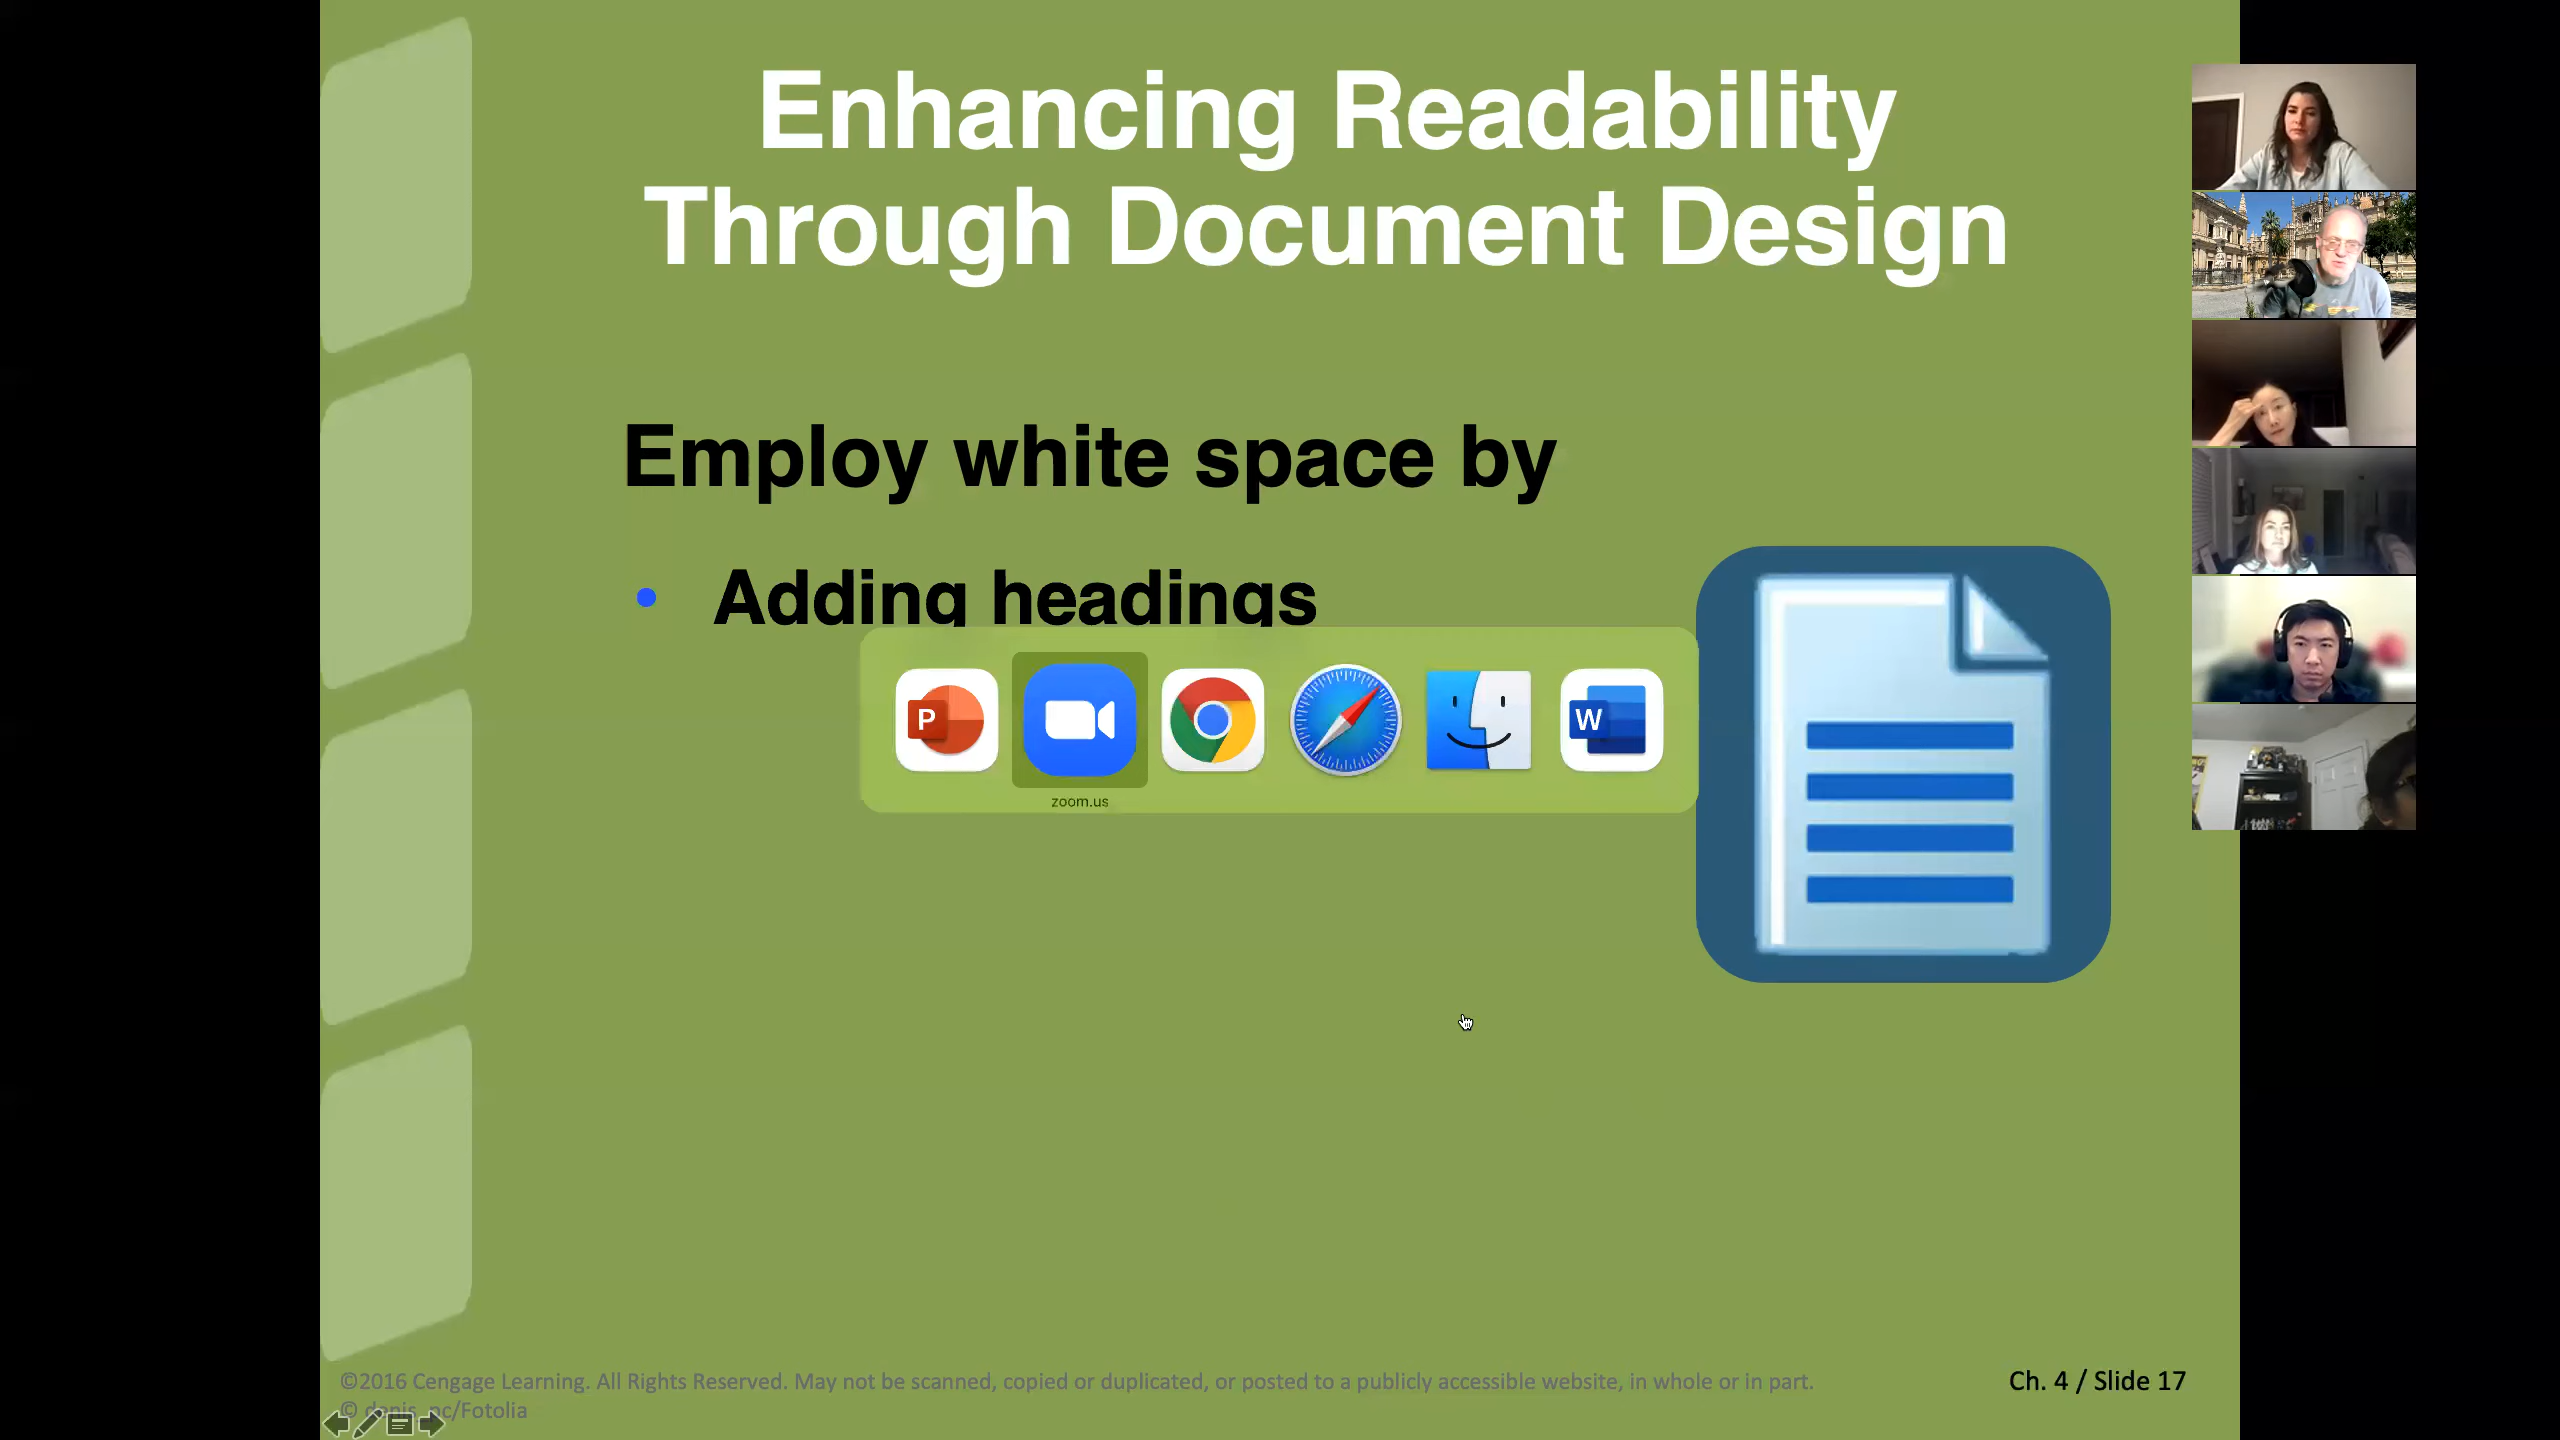 Enhancing Readability
Through Document Design
Employ white space by
• Adding headings
P
W
zoom.us
©2016 Cengage Learning. All Rights Reserved. May not be scanned, copied or duplicated, or posted to a publicly accessible website, in whole or in part.
© denis_pc/Fotolia
Ch. 4 / Slide 17